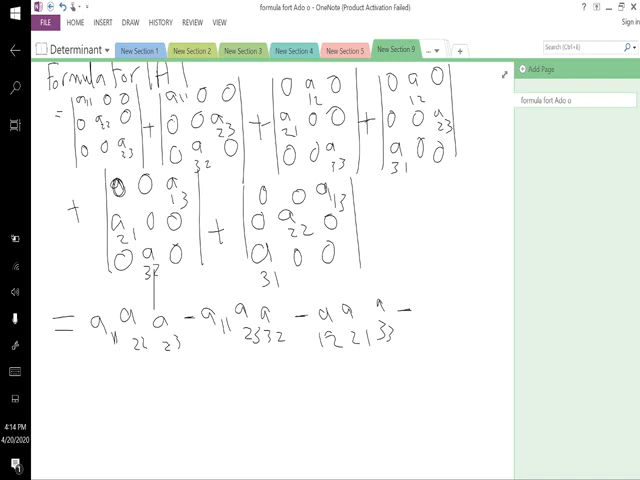 formula fort Ado o - OneNote (Product Activation Failed)
FILE HOME INSERT DRAW HISTORY REVIEW VIEW
Sign in
Determinant New Section 1 New Section 2 New Section 3 New Section 4 New Section 5 New Section 9 ... + Search (Ctrl+E)
Add Page
formula fort Ado o
Formula For |A|
= |a11 0 0| + |a11 0 0| + |0 a12 0| + |0 a12 0|
|0 a22 0| |0 0 a23| |a21 0 0| |0 0 a23|
|0 0 a23| |0 a32 0| |0 0 a33| |a31 0 0|
+ |0 0 a13| + |0 0 a13|
|a21 0 0| |0 a22 0|
|0 a32 0| |a31 0 0|
= a11 a22 a23 - a11 a23 a32 - a12 a21 a33 -
4:14 PM
4/20/2020